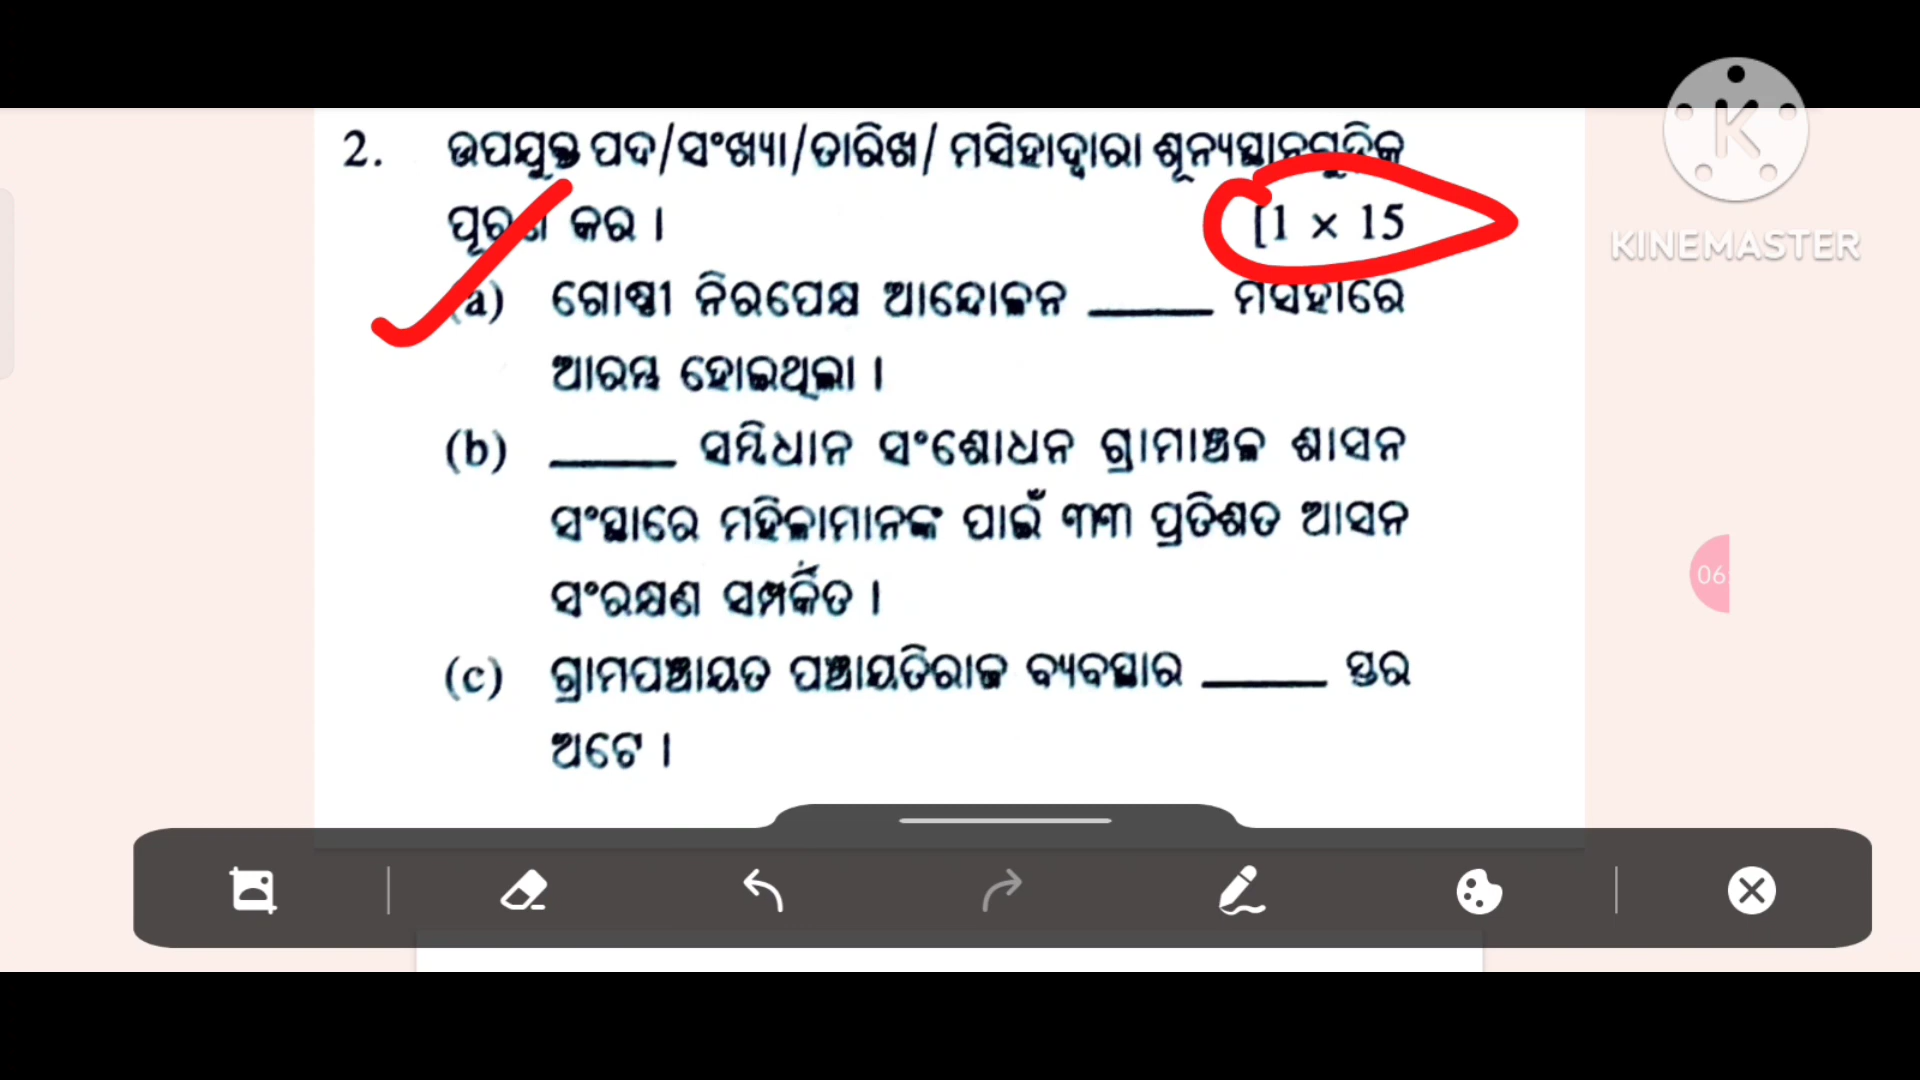 2. ଉପଯୁକ୍ତ ପଦ/ସଂଖ୍ୟା/ତାରିଖ/ ମସିହାଦ୍ୱାରା ଶୂନ୍ୟସ୍ଥାନଗୁଡ଼ିକ
ପୂରଣ କର । [1 × 15
(a) ଗୋଷ୍ଠୀ ନିରପେକ୍ଷ ଆନ୍ଦୋଳନ _____ ମସିହାରେ
ଆରମ୍ଭ ହୋଇଥିଲା ।
(b) _____ ସମ୍ବିଧାନ ସଂଶୋଧନ ଗ୍ରାମାଞ୍ଚଳ ଶାସନ
ସଂସ୍ଥାରେ ମହିଳାମାନଙ୍କ ପାଇଁ ୩୩ ପ୍ରତିଶତ ଆସନ
ସଂରକ୍ଷଣ ସମ୍ପର୍କିତ ।
(c) ଗ୍ରାମପଞ୍ଚାୟତ ପଞ୍ଚାୟତିରାଜ ବ୍ୟବସ୍ଥାର _____ ସ୍ତର
ଅଟେ ।
K
KINEMASTER
06